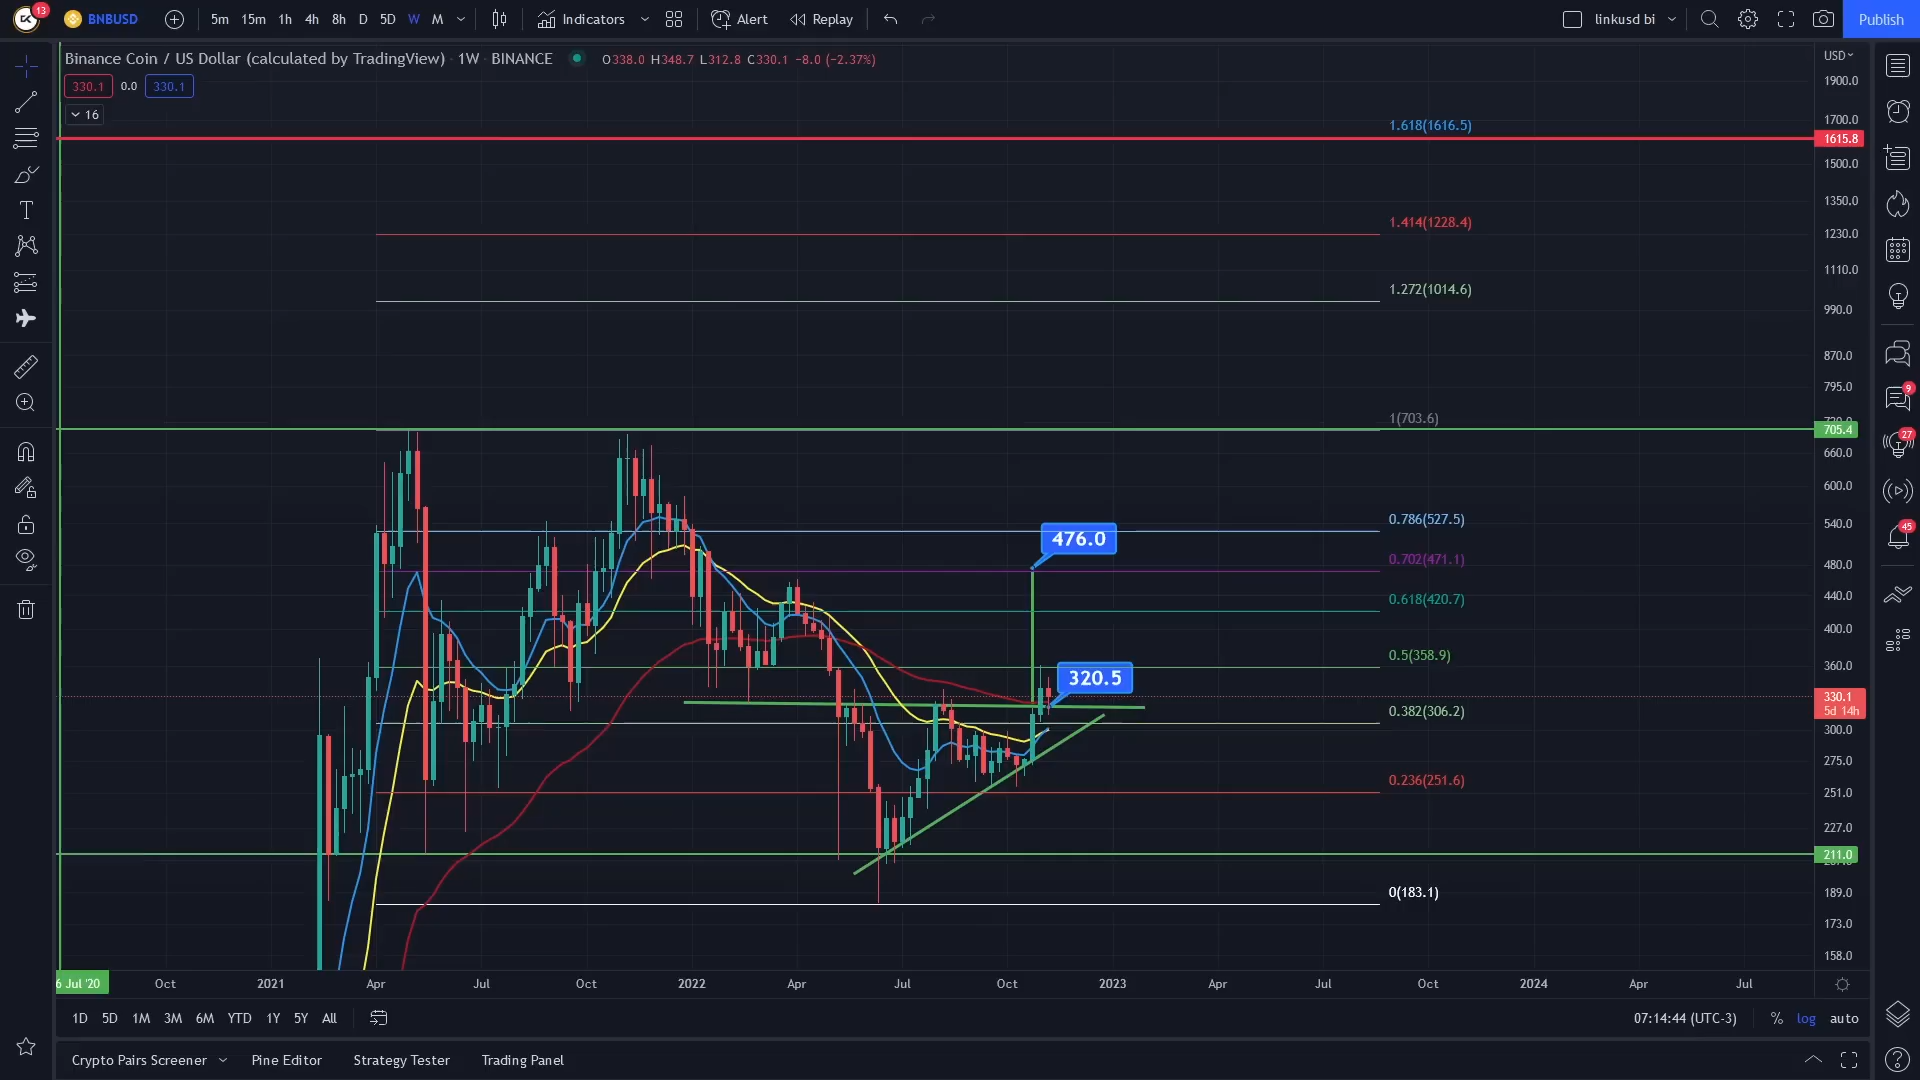 13
BNBUSD
5m 15m 1h 4h 8h D 5D W M
Indicators
Alert
Replay
linkusd bi
Publish
Binance Coin / US Dollar (calculated by TradingView) · 1W · BINANCE
O338.0 H348.7 L312.8 C330.1 −8.0 (−2.37%)
330.1 0.0 330.1
16
USD
1900.0
1700.0
1615.8
1500.0
1350.0
1230.0
1110.0
990.0
870.0
795.0
705.4
660.0
600.0
540.0
480.0
440.0
400.0
360.0
330.1
5d 14h
300.0
275.0
251.0
227.0
211.0
189.0
173.0
158.0
1.618(1616.5)
1.414(1228.4)
1.272(1014.6)
1(703.6)
0.786(527.5)
0.702(471.1)
0.618(420.7)
0.5(358.9)
0.382(306.2)
0.236(251.6)
0(183.1)
476.0
320.5
9
27
45
T
6 Jul '20 Oct 2021 Apr Jul Oct 2022 Apr Jul Oct 2023 Apr Jul Oct 2024 Apr Jul
1D 5D 1M 3M 6M YTD 1Y 5Y All
07:14:44 (UTC-3) % log auto
Crypto Pairs Screener Pine Editor Strategy Tester Trading Panel